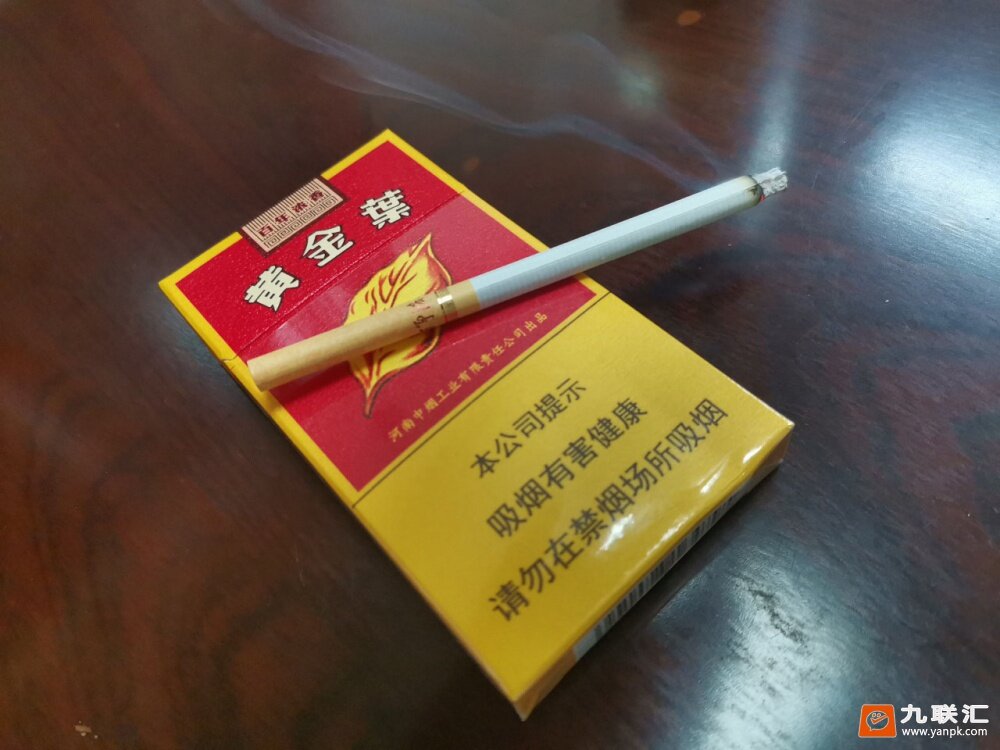 百年浓香
黄金葉
河南中烟工业有限责任公司出品
本公司提示
吸烟有害健康
请勿在禁烟场所吸烟
九联汇
www.yanpk.com